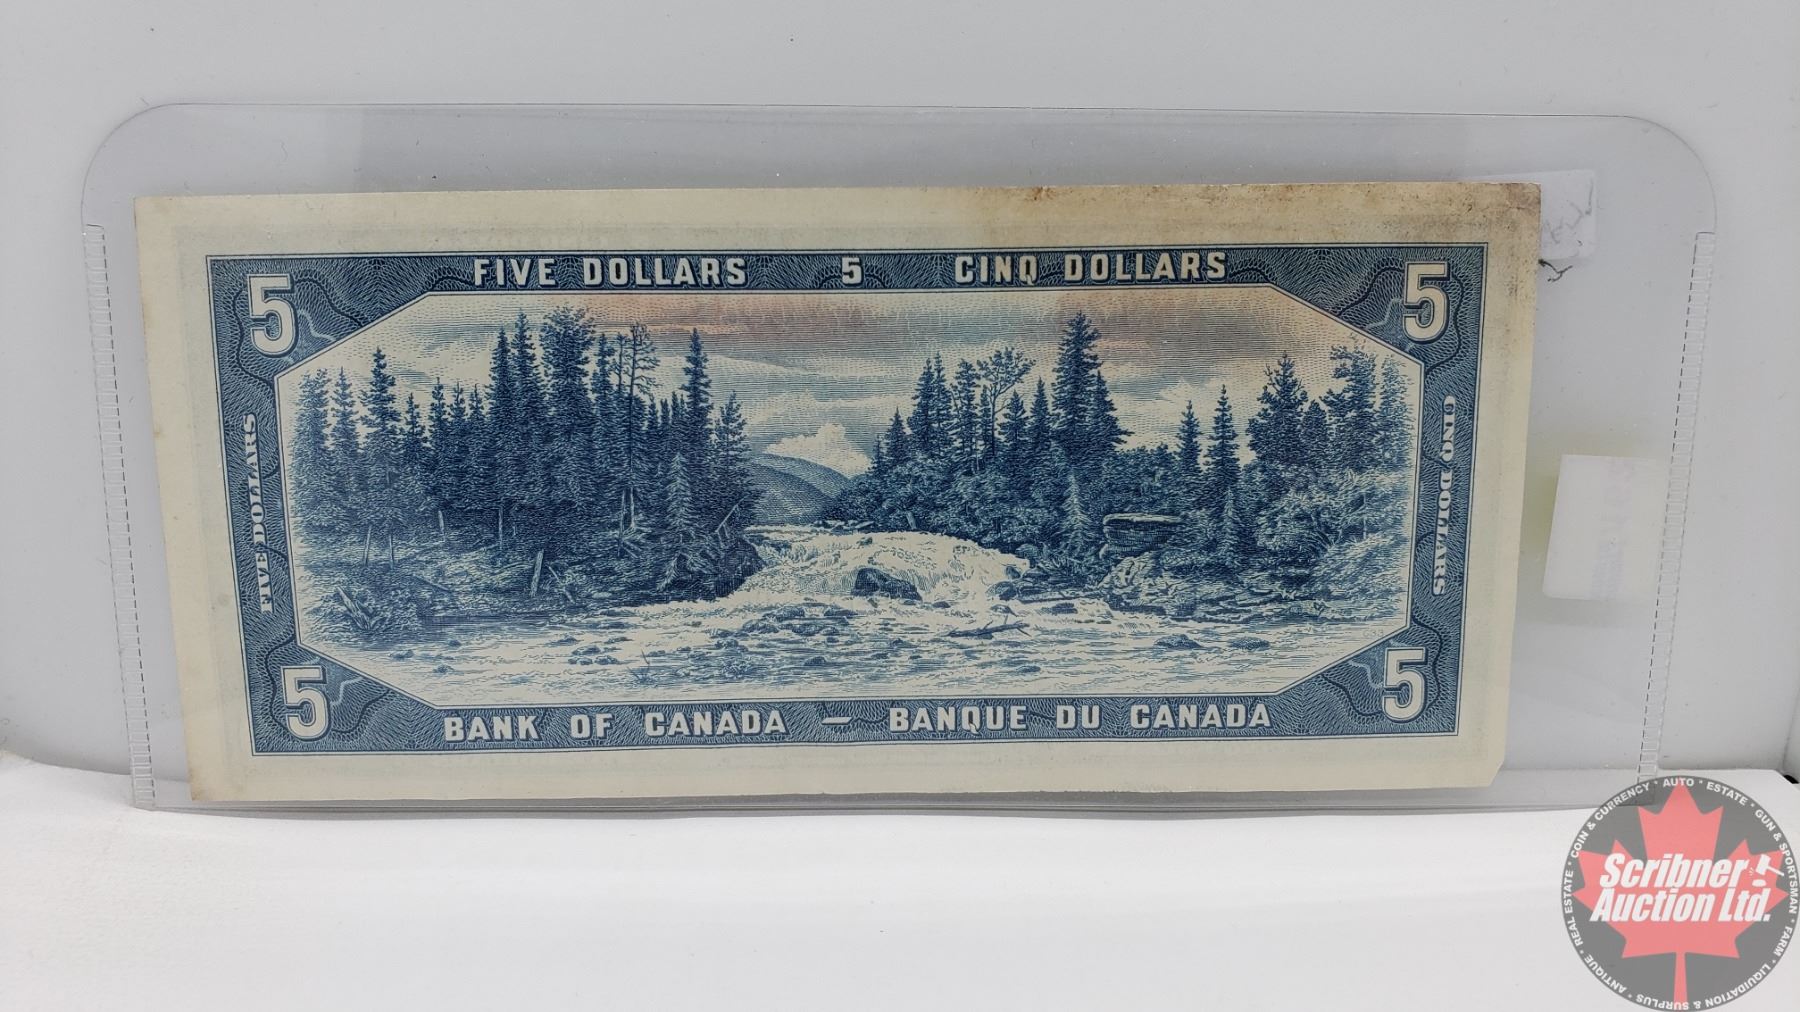 5 FIVE DOLLARS 5 CINQ DOLLARS 5
FIVE DOLLARS
CINQ DOLLARS
5 BANK OF CANADA — BANQUE DU CANADA 5
COIN & CURRENCY * AUTO * ESTATE * GUN & SPORTSMAN * FARM * LIQUIDATION & SURPLUS * ANTIQUE * REAL ESTATE *
Scribner
Auction Ltd.